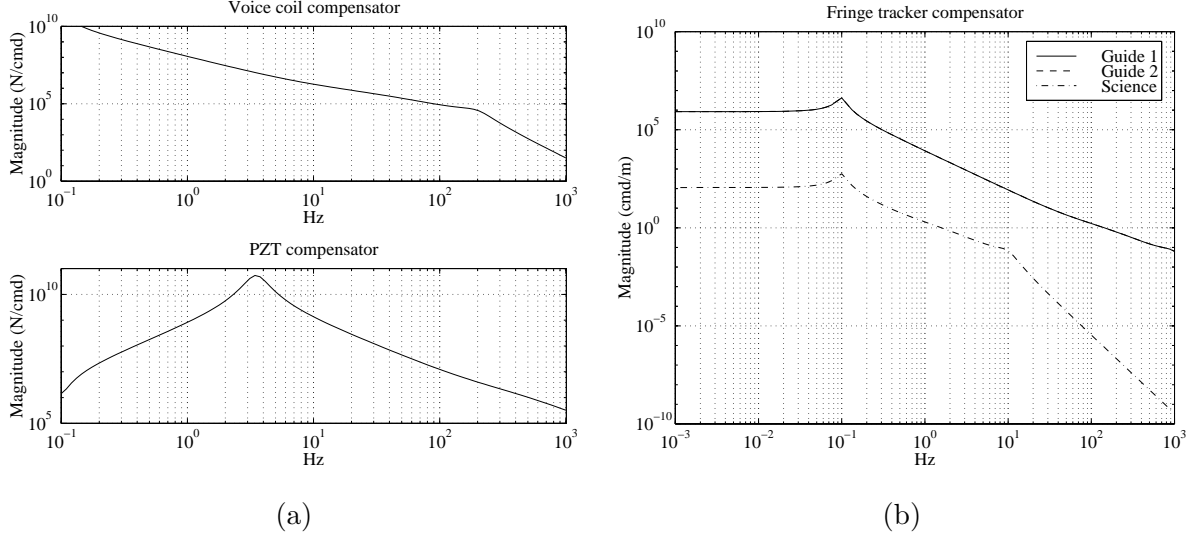 Voice coil compensator
10^10
10^5
10^0
Magnitude (N/cmd)
10^-1 10^0 10^1 10^2 10^3
Hz
PZT compensator
10^10
10^5
Magnitude (N/cmd)
10^-1 10^0 10^1 10^2 10^3
Hz
(a)
Fringe tracker compensator
Guide 1
Guide 2
Science
10^10
10^5
10^0
10^-5
10^-10
Magnitude (cmd/m)
10^-3 10^-2 10^-1 10^0 10^1 10^2 10^3
Hz
(b)